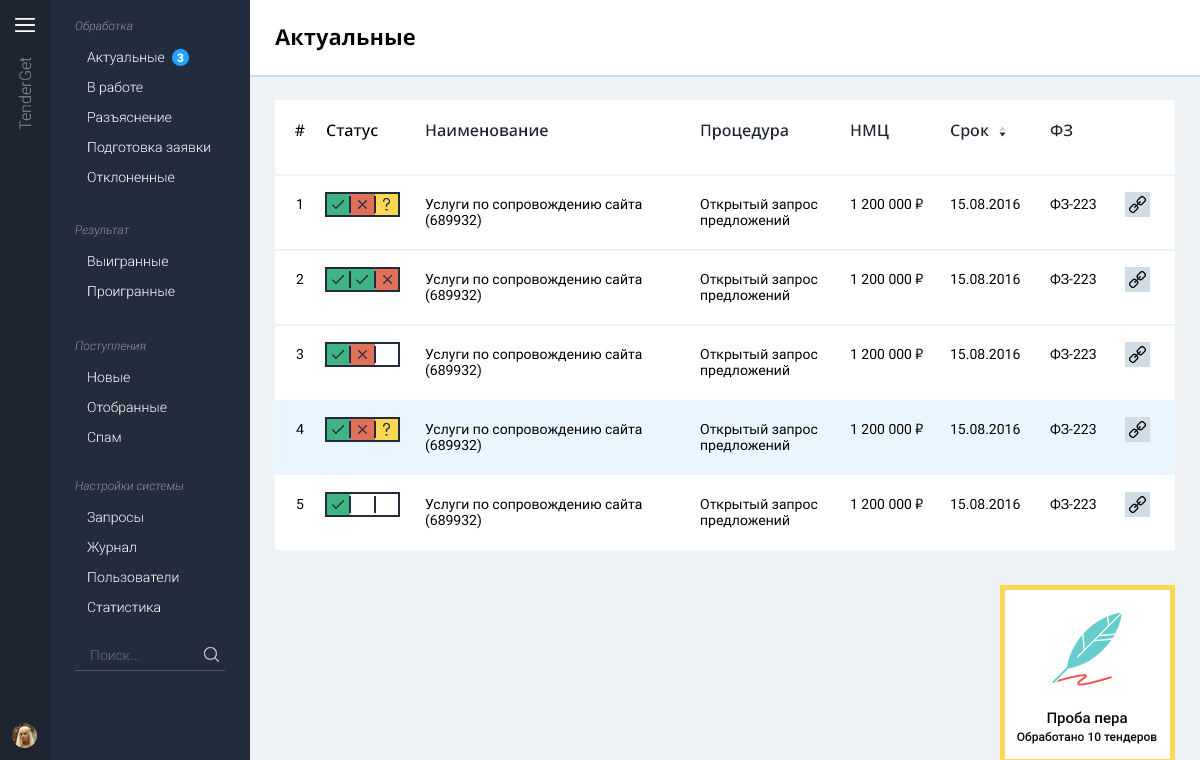 TenderGet
Обработка
Актуальные 3
В работе
Разъяснение
Подготовка заявки
Отклоненные
Результат
Выигранные
Проигранные
Поступления
Новые
Отобранные
Спам
Настройки системы
Запросы
Журнал
Пользователи
Статистика
Поиск...
Актуальные
# Статус Наименование Процедура НМЦ Срок ФЗ
1 ? Услуги по сопровождению сайта Открытый запрос 1 200 000 ₽ 15.08.2016 ФЗ-223
(689932) предложений
2 Услуги по сопровождению сайта Открытый запрос 1 200 000 ₽ 15.08.2016 ФЗ-223
(689932) предложений
3 Услуги по сопровождению сайта Открытый запрос 1 200 000 ₽ 15.08.2016 ФЗ-223
(689932) предложений
4 ? Услуги по сопровождению сайта Открытый запрос 1 200 000 ₽ 15.08.2016 ФЗ-223
(689932) предложений
5 Услуги по сопровождению сайта Открытый запрос 1 200 000 ₽ 15.08.2016 ФЗ-223
(689932) предложений
Проба пера
Обработано 10 тендеров